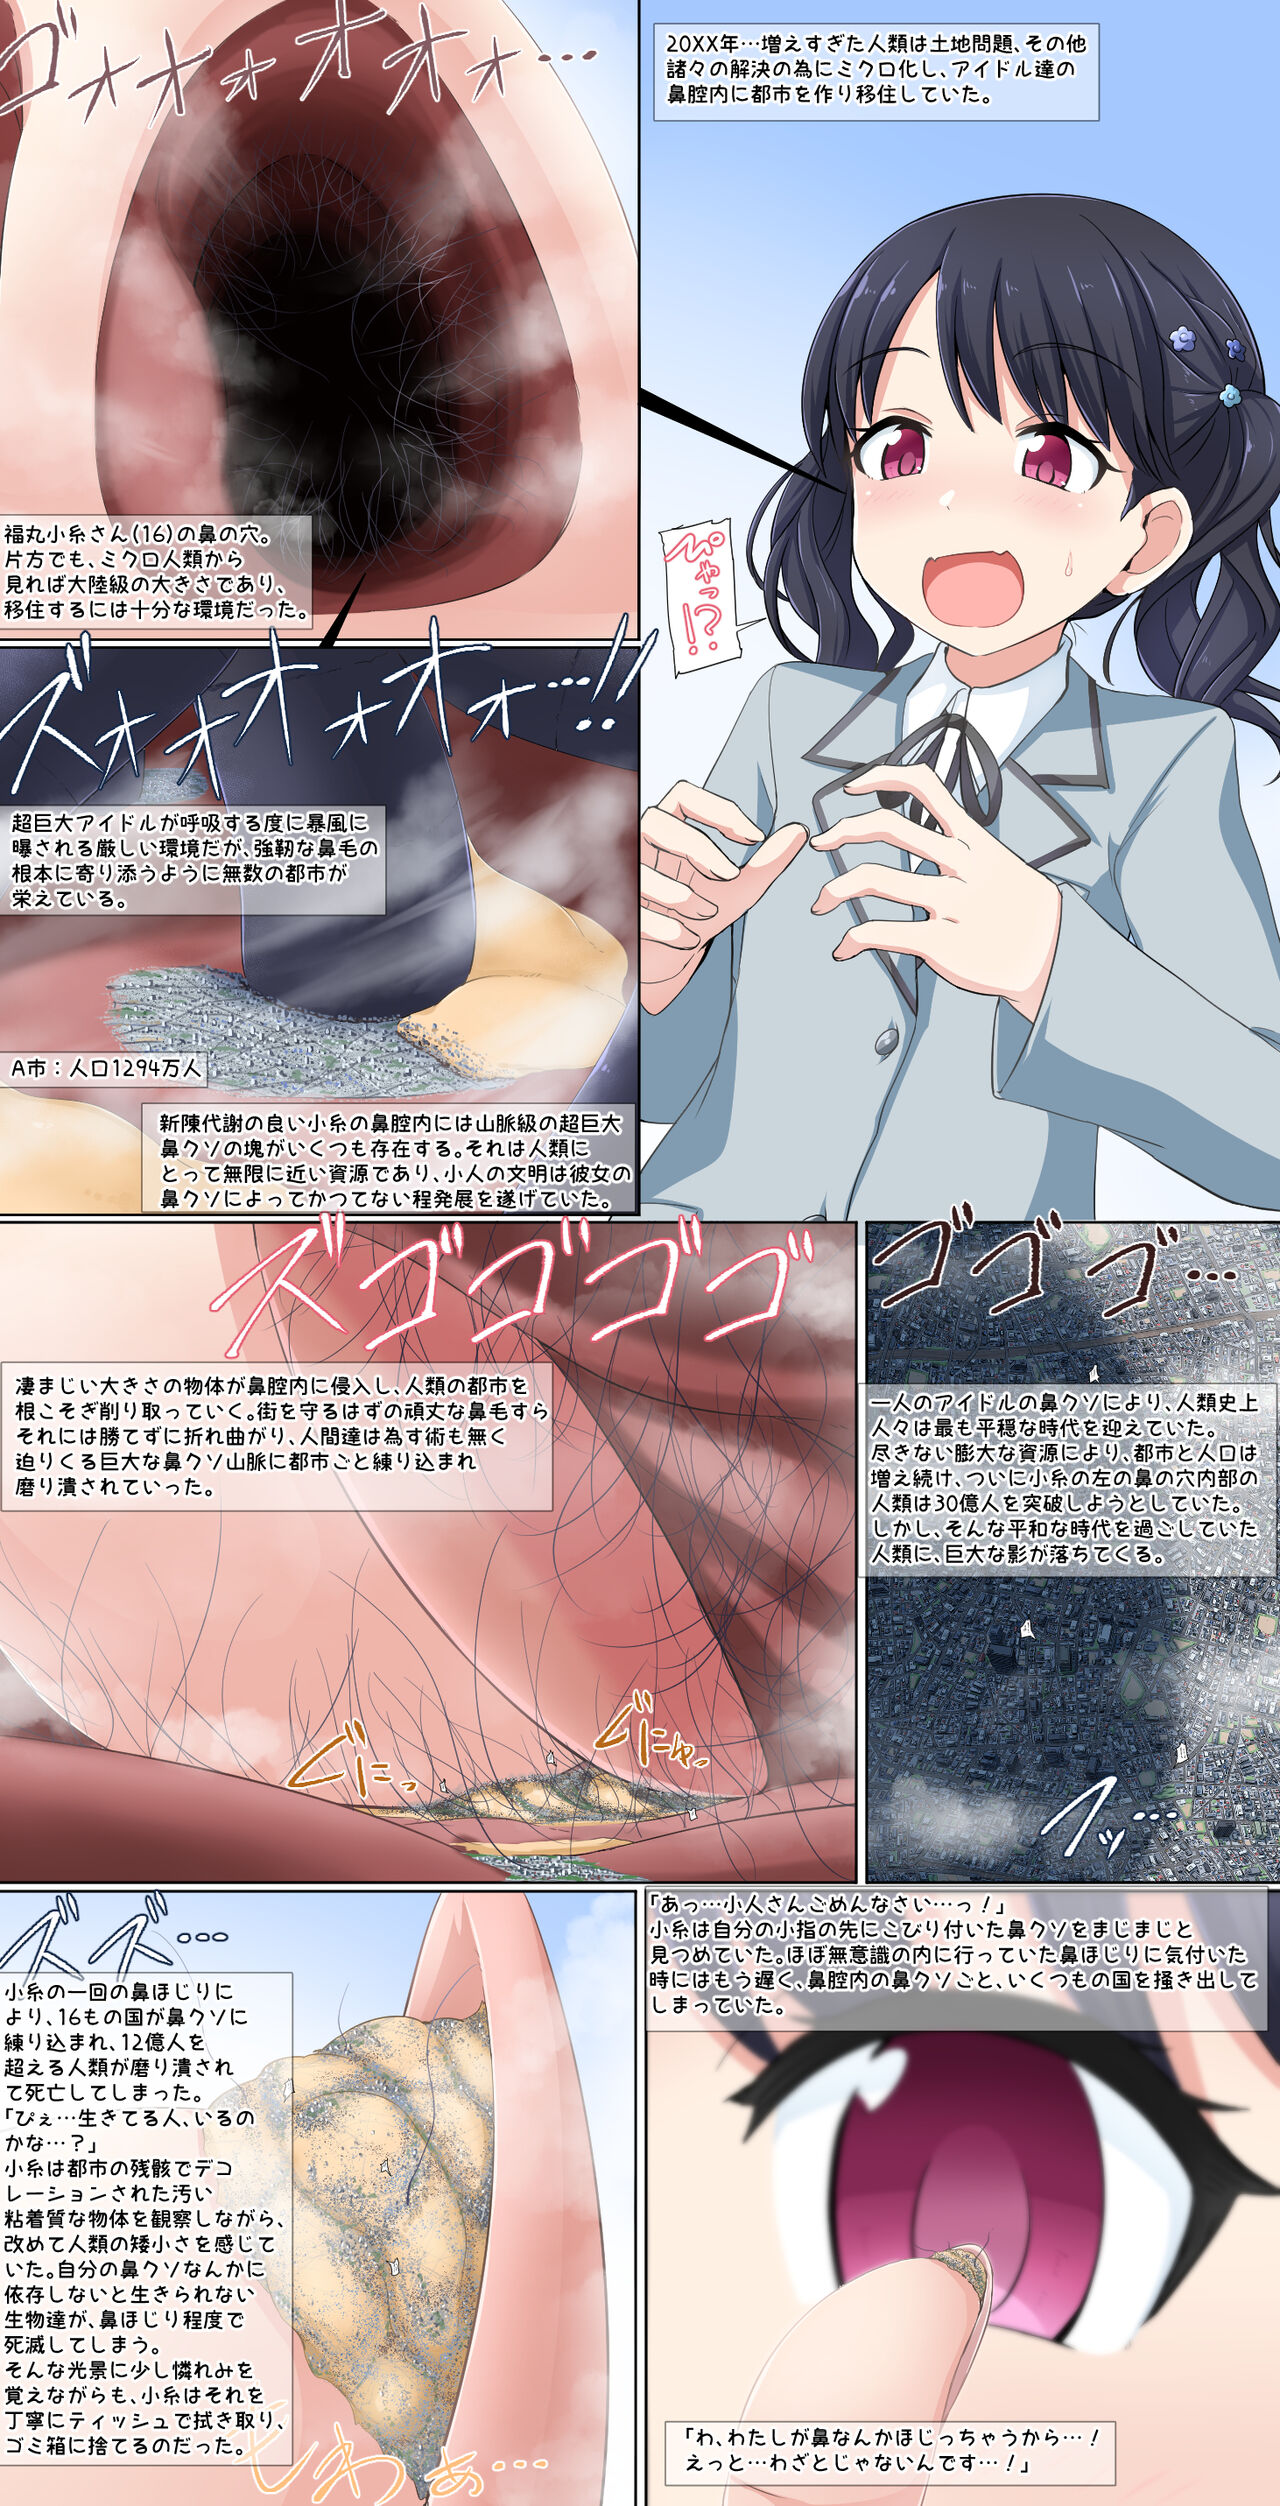 20XX年…増えすぎた人類は土地問題、その他
諸々の解決の為にミクロ化し、アイドル達の
鼻腔内に都市を作り移住していた。
ぴゃっ!?!
ゴォォォォォ…
福丸小糸さん(16)の鼻の穴。
片方でも、ミクロ人類から
見れば大陸級の大きさであり、
移住するには十分な環境だった。
ズォォォォォ…!!
超巨大アイドルが呼吸する度に暴風に
曝される厳しい環境だが、強靭な鼻毛の
根本に寄り添うように無数の都市が
栄えている。
A市：人口1294万人
新陳代謝の良い小糸の鼻腔内には山脈級の超巨大
鼻クソの塊がいくつも存在する。それは人類に
とって無限に近い資源であり、小人の文明は彼女の
鼻クソによってかつてない程発展を遂げていた。
ゴゴゴ…
一人のアイドルの鼻クソにより、人類史上
人々は最も平穏な時代を迎えていた。
尽きない膨大な資源により、都市と人口は
増え続け、ついに小糸の左の鼻の穴内部の
人類は30億人を突破しようとしていた。
しかし、そんな平和な時代を過ごしていた
人類に、巨大な影が落ちてくる。
フッ…
ズゴゴゴゴ
凄まじい大きさの物体が鼻腔内に侵入し、人類の都市を
根こそぎ削り取っていく。街を守るはずの頑丈な鼻毛すら
それには勝てずに折れ曲がり、人間達は為す術も無く
迫りくる巨大な鼻クソ山脈に都市ごと練り込まれ
磨り潰されていった。
ぐにっ
ぐにゅっ
「あっ…小人さんごめんなさい…っ！」
小糸は自分の小指の先にこびり付いた鼻クソをまじまじと
見つめていた。ほぼ無意識の内に行っていた鼻ほじりに気付いた
時にはもう遅く、鼻腔内の鼻クソごと、いくつもの国を掻き出して
しまっていた。
「わ、わたしが鼻なんかほじっちゃうから…！
えっと…わざとじゃないんです…！」
ズズ…
小糸の一回の鼻ほじりに
より、16もの国が鼻クソに
練り込まれ、12億人を
超える人類が磨り潰され
て死亡してしまった。
「ぴぇ…生きてる人、いるの
かな…？」
小糸は都市の残骸でデコ
レーションされた汚い
粘着質な物体を観察しながら、
改めて人類の矮小さを感じて
いた。自分の鼻クソなんかに
依存しないと生きられない
生物達が、鼻ほじり程度で
死滅してしまう。
そんな光景に少し憐れみを
覚えながらも、小糸はそれを
丁寧にティッシュで拭き取り、
ゴミ箱に捨てるのだった。
もわぁ…